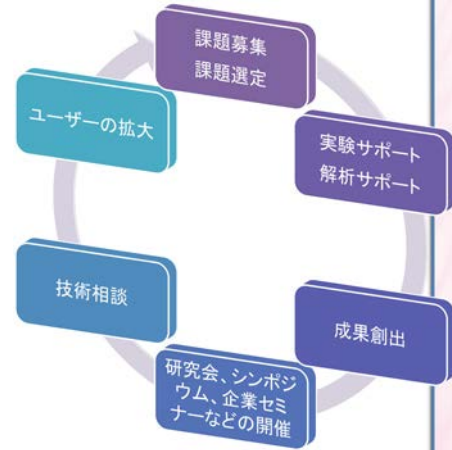 課題募集
課題選定
実験サポート
解析サポート
成果創出
研究会、シンポジ
ウム、企業セミ
ナーなどの開催
技術相談
ユーザーの拡大